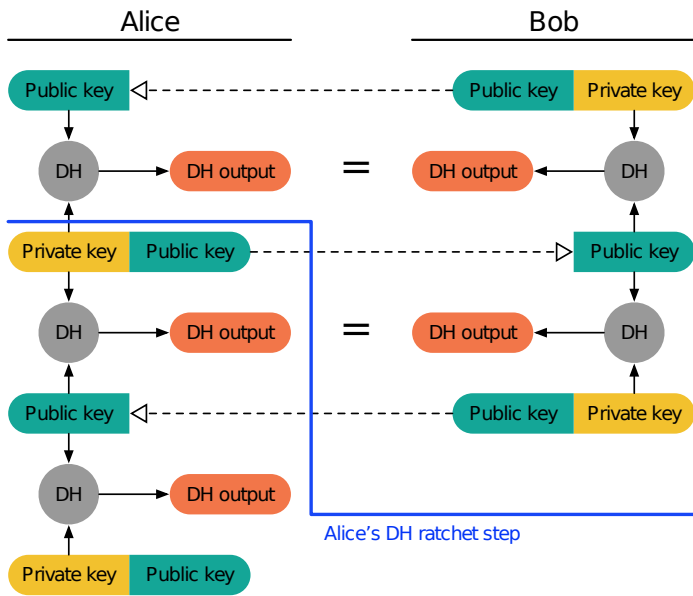 Alice
Bob
Public key
Public key
Private key
DH
DH output
=
DH output
DH
Private key
Public key
Public key
DH
DH output
=
DH output
DH
Public key
Public key
Private key
DH
DH output
Alice’s DH ratchet step
Private key
Public key